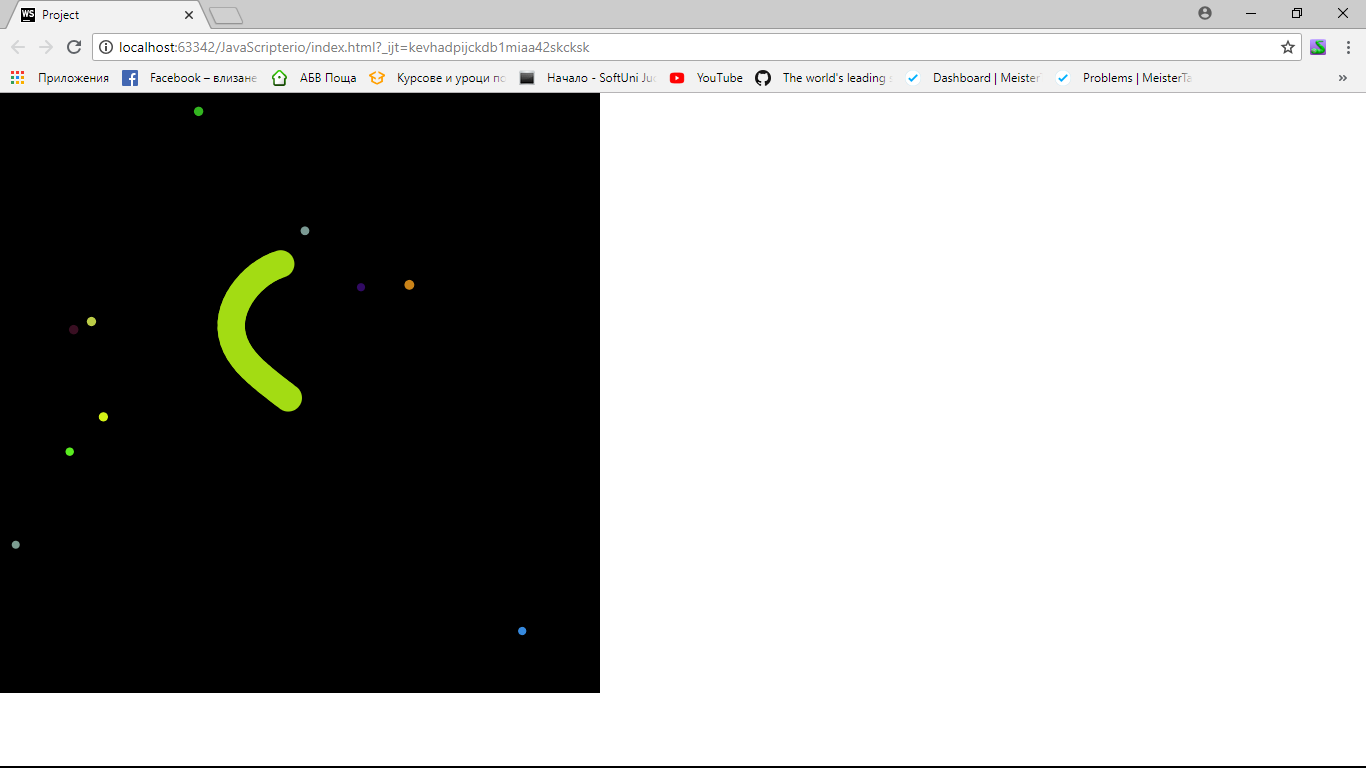 WS Project
localhost:63342/JavaScripterio/index.html?_ijt=kevhadpijckdb1miaa42skcksk
Приложения Facebook – влизане АБВ Поща Курсове и уроци по Начало - SoftUni Ju YouTube The world's leading Dashboard | Meister Problems | MeisterTa »